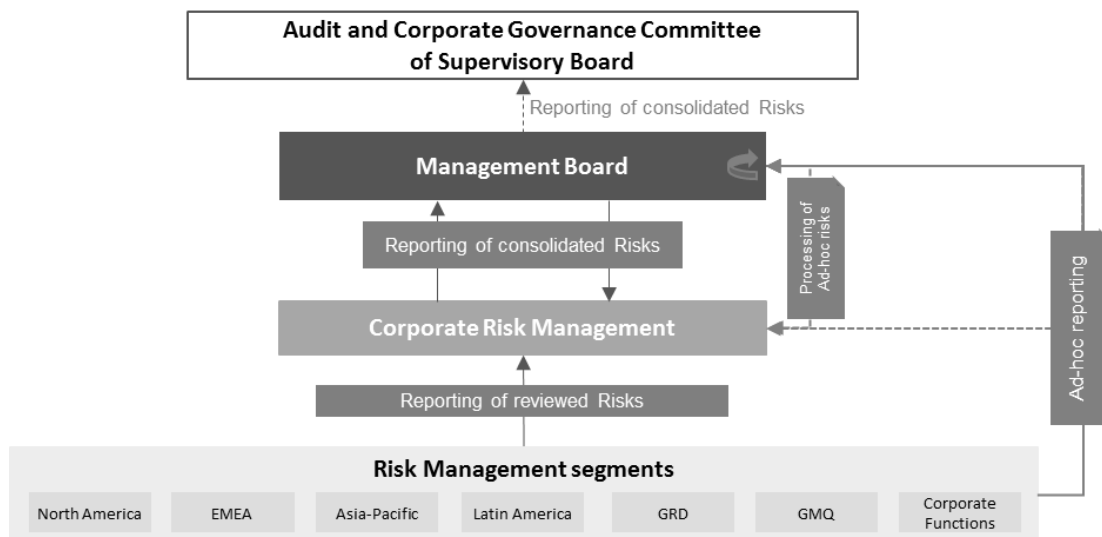 Audit and Corporate Governance Committee
of Supervisory Board
Reporting of consolidated Risks
Management Board
Reporting of consolidated Risks
Processing of
Ad-hoc risks
Ad-hoc reporting
Corporate Risk Management
Reporting of reviewed Risks
Risk Management segments
North America
EMEA
Asia-Pacific
Latin America
GRD
GMQ
Corporate
Functions